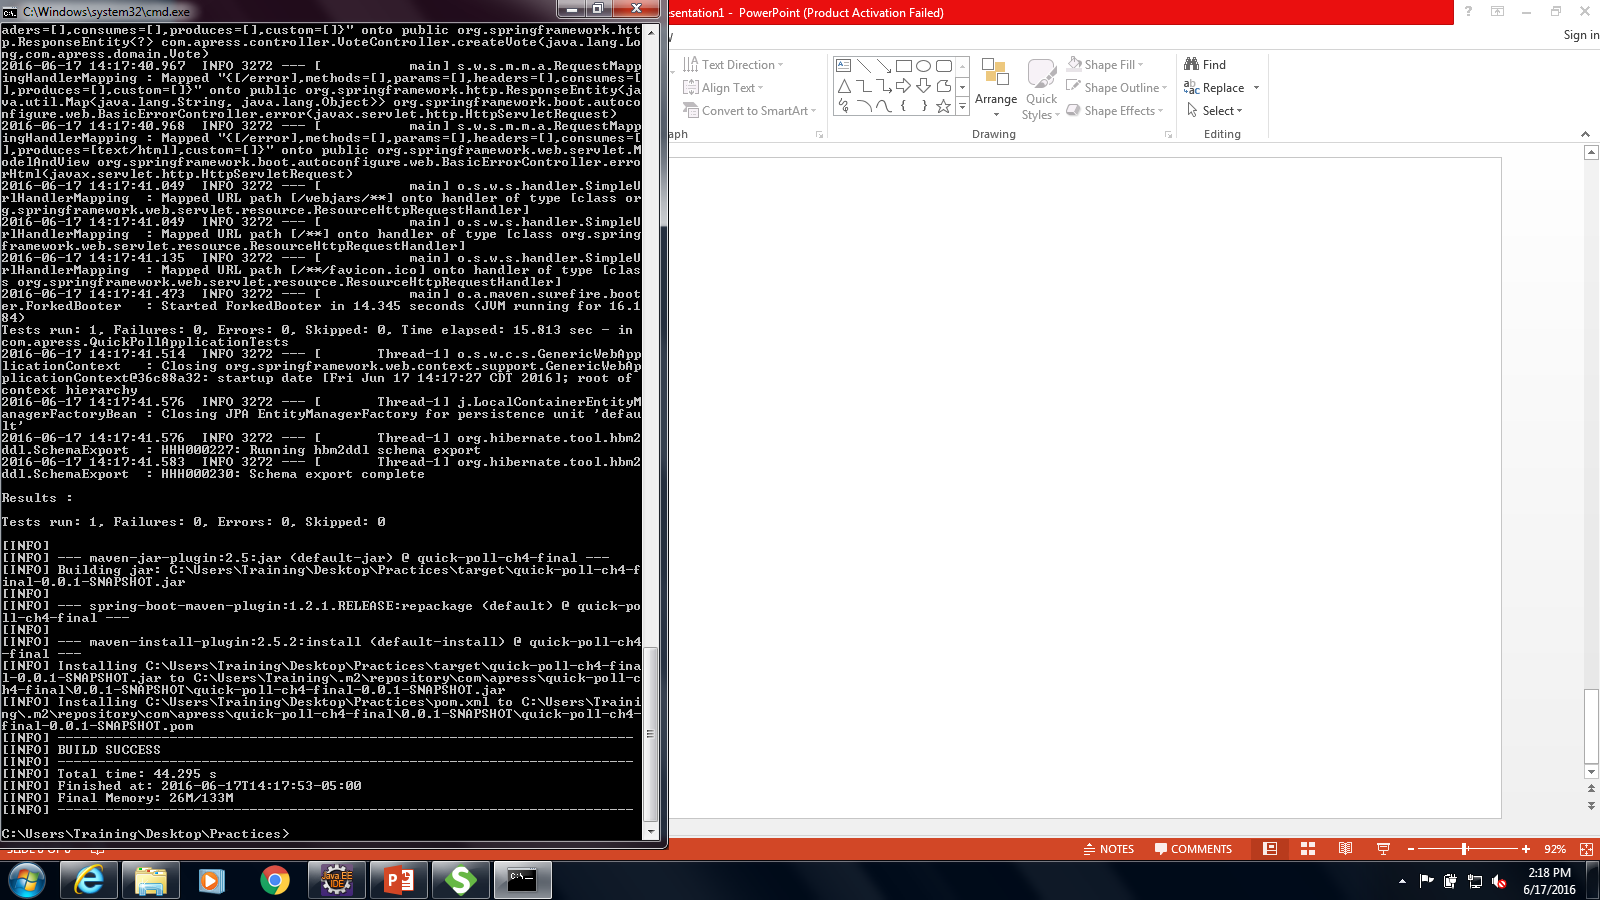 C:\Windows\system32\cmd.exe
aders=[],consumes=[],produces=[],custom=[]}" onto public org.springframework.htt
p.ResponseEntity<?> com.apress.controller.VoteController.createVote(java.lang.Lo
ng,com.apress.domain.Vote)
2016-06-17 14:17:40.967  INFO 3272 --- [           main] s.w.s.m.m.a.RequestMapp
ingHandlerMapping : Mapped "{[/error],methods=[],params=[],headers=[],consumes=[
],produces=[],custom=[]}" onto public org.springframework.http.ResponseEntity<ja
va.util.Map<java.lang.String, java.lang.Object>> org.springframework.boot.autoco
nfigure.web.BasicErrorController.error(javax.servlet.http.HttpServletRequest)
2016-06-17 14:17:40.968  INFO 3272 --- [           main] s.w.s.m.m.a.RequestMapp
ingHandlerMapping : Mapped "{[/error],methods=[],params=[],headers=[],consumes=[
],produces=[text/html],custom=[]}" onto public org.springframework.web.servlet.M
odelAndView org.springframework.boot.autoconfigure.web.BasicErrorController.erro
rHtml(javax.servlet.http.HttpServletRequest)
2016-06-17 14:17:41.049  INFO 3272 --- [           main] o.s.w.s.handler.SimpleU
rlHandlerMapping  : Mapped URL path [/webjars/**] onto handler of type [class or
g.springframework.web.servlet.resource.ResourceHttpRequestHandler]
2016-06-17 14:17:41.049  INFO 3272 --- [           main] o.s.w.s.handler.SimpleU
rlHandlerMapping  : Mapped URL path [/**] onto handler of type [class org.spring
framework.web.servlet.resource.ResourceHttpRequestHandler]
2016-06-17 14:17:41.135  INFO 3272 --- [           main] o.s.w.s.handler.SimpleU
rlHandlerMapping  : Mapped URL path [/**/favicon.ico] onto handler of type [clas
s org.springframework.web.servlet.resource.ResourceHttpRequestHandler]
2016-06-17 14:17:41.473  INFO 3272 --- [           main] o.a.maven.surefire.boot
er.ForkedBooter   : Started ForkedBooter in 14.345 seconds (JVM running for 16.1
84)
Tests run: 1, Failures: 0, Errors: 0, Skipped: 0, Time elapsed: 15.813 sec - in
com.apress.QuickPollApplicationTests
2016-06-17 14:17:41.514  INFO 3272 --- [       Thread-1] o.s.w.c.s.GenericWebApp
licationContext   : Closing org.springframework.web.context.support.GenericWebAp
plicationContext@36c88a32: startup date [Fri Jun 17 14:17:27 CDT 2016]; root of
context hierarchy
2016-06-17 14:17:41.576  INFO 3272 --- [       Thread-1] j.LocalContainerEntityM
anagerFactoryBean : Closing JPA EntityManagerFactory for persistence unit 'defau
lt'
2016-06-17 14:17:41.576  INFO 3272 --- [       Thread-1] org.hibernate.tool.hbm2
ddl.SchemaExport  : HHH000227: Running hbm2ddl schema export
2016-06-17 14:17:41.583  INFO 3272 --- [       Thread-1] org.hibernate.tool.hbm2
ddl.SchemaExport  : HHH000230: Schema export complete
Results :
Tests run: 1, Failures: 0, Errors: 0, Skipped: 0
[INFO]
[INFO] --- maven-jar-plugin:2.5:jar (default-jar) @ quick-poll-ch4-final ---
[INFO] Building jar: C:\Users\Training\Desktop\Practices\target\quick-poll-ch4-f
inal-0.0.1-SNAPSHOT.jar
[INFO]
[INFO] --- spring-boot-maven-plugin:1.2.1.RELEASE:repackage (default) @ quick-po
ll-ch4-final ---
[INFO]
[INFO] --- maven-install-plugin:2.5.2:install (default-install) @ quick-poll-ch4
-final ---
[INFO] Installing C:\Users\Training\Desktop\Practices\target\quick-poll-ch4-fina
l-0.0.1-SNAPSHOT.jar to C:\Users\Training\.m2\repository\com\apress\quick-poll-c
h4-final\0.0.1-SNAPSHOT\quick-poll-ch4-final-0.0.1-SNAPSHOT.jar
[INFO] Installing C:\Users\Training\Desktop\Practices\pom.xml to C:\Users\Traini
ng\.m2\repository\com\apress\quick-poll-ch4-final\0.0.1-SNAPSHOT\quick-poll-ch4-
final-0.0.1-SNAPSHOT.pom
[INFO] ------------------------------------------------------------------------
[INFO] BUILD SUCCESS
[INFO] ------------------------------------------------------------------------
[INFO] Total time: 44.295 s
[INFO] Finished at: 2016-06-17T14:17:53-05:00
[INFO] Final Memory: 26M/133M
[INFO] ------------------------------------------------------------------------
C:\Users\Training\Desktop\Practices>
esentation1 - PowerPoint (Product Activation Failed)
Sign in
Text Direction
Align Text
Convert to SmartArt
aph
Arrange
Quick
Styles
Shape Fill
Shape Outline
Shape Effects
Drawing
Find
Replace
Select
Editing
NOTES
COMMENTS
92%
Java EE
IDE
2:18 PM
6/17/2016